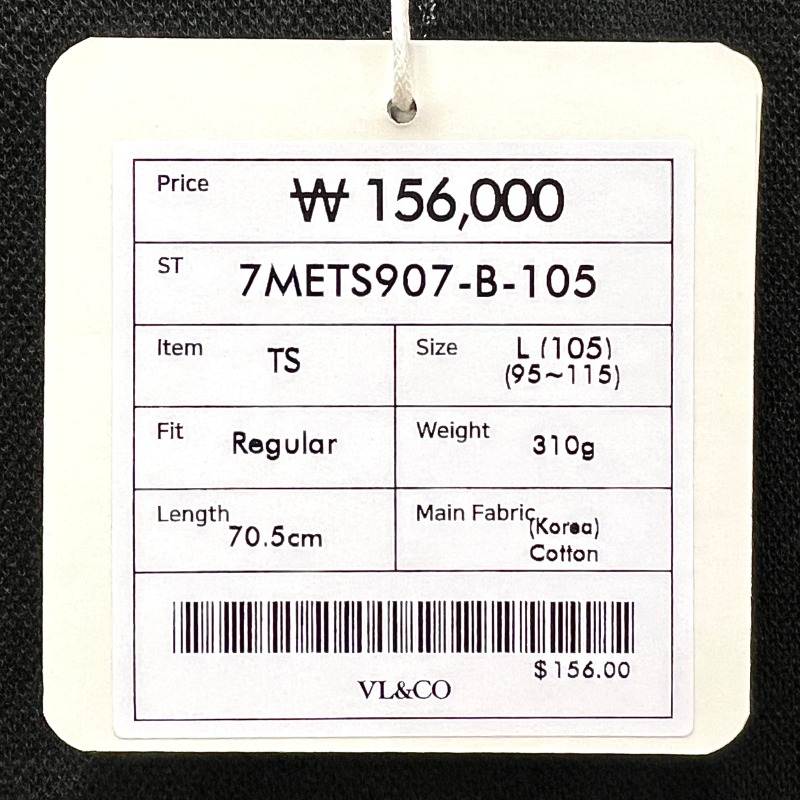 Price ₩ 156,000
ST 7METS907-B-105
Item TS
Size L (105)
(95~115)
Fit Regular
Weight 310g
Length 70.5cm
Main Fabric (Korea)
Cotton
$156.00
VL&CO